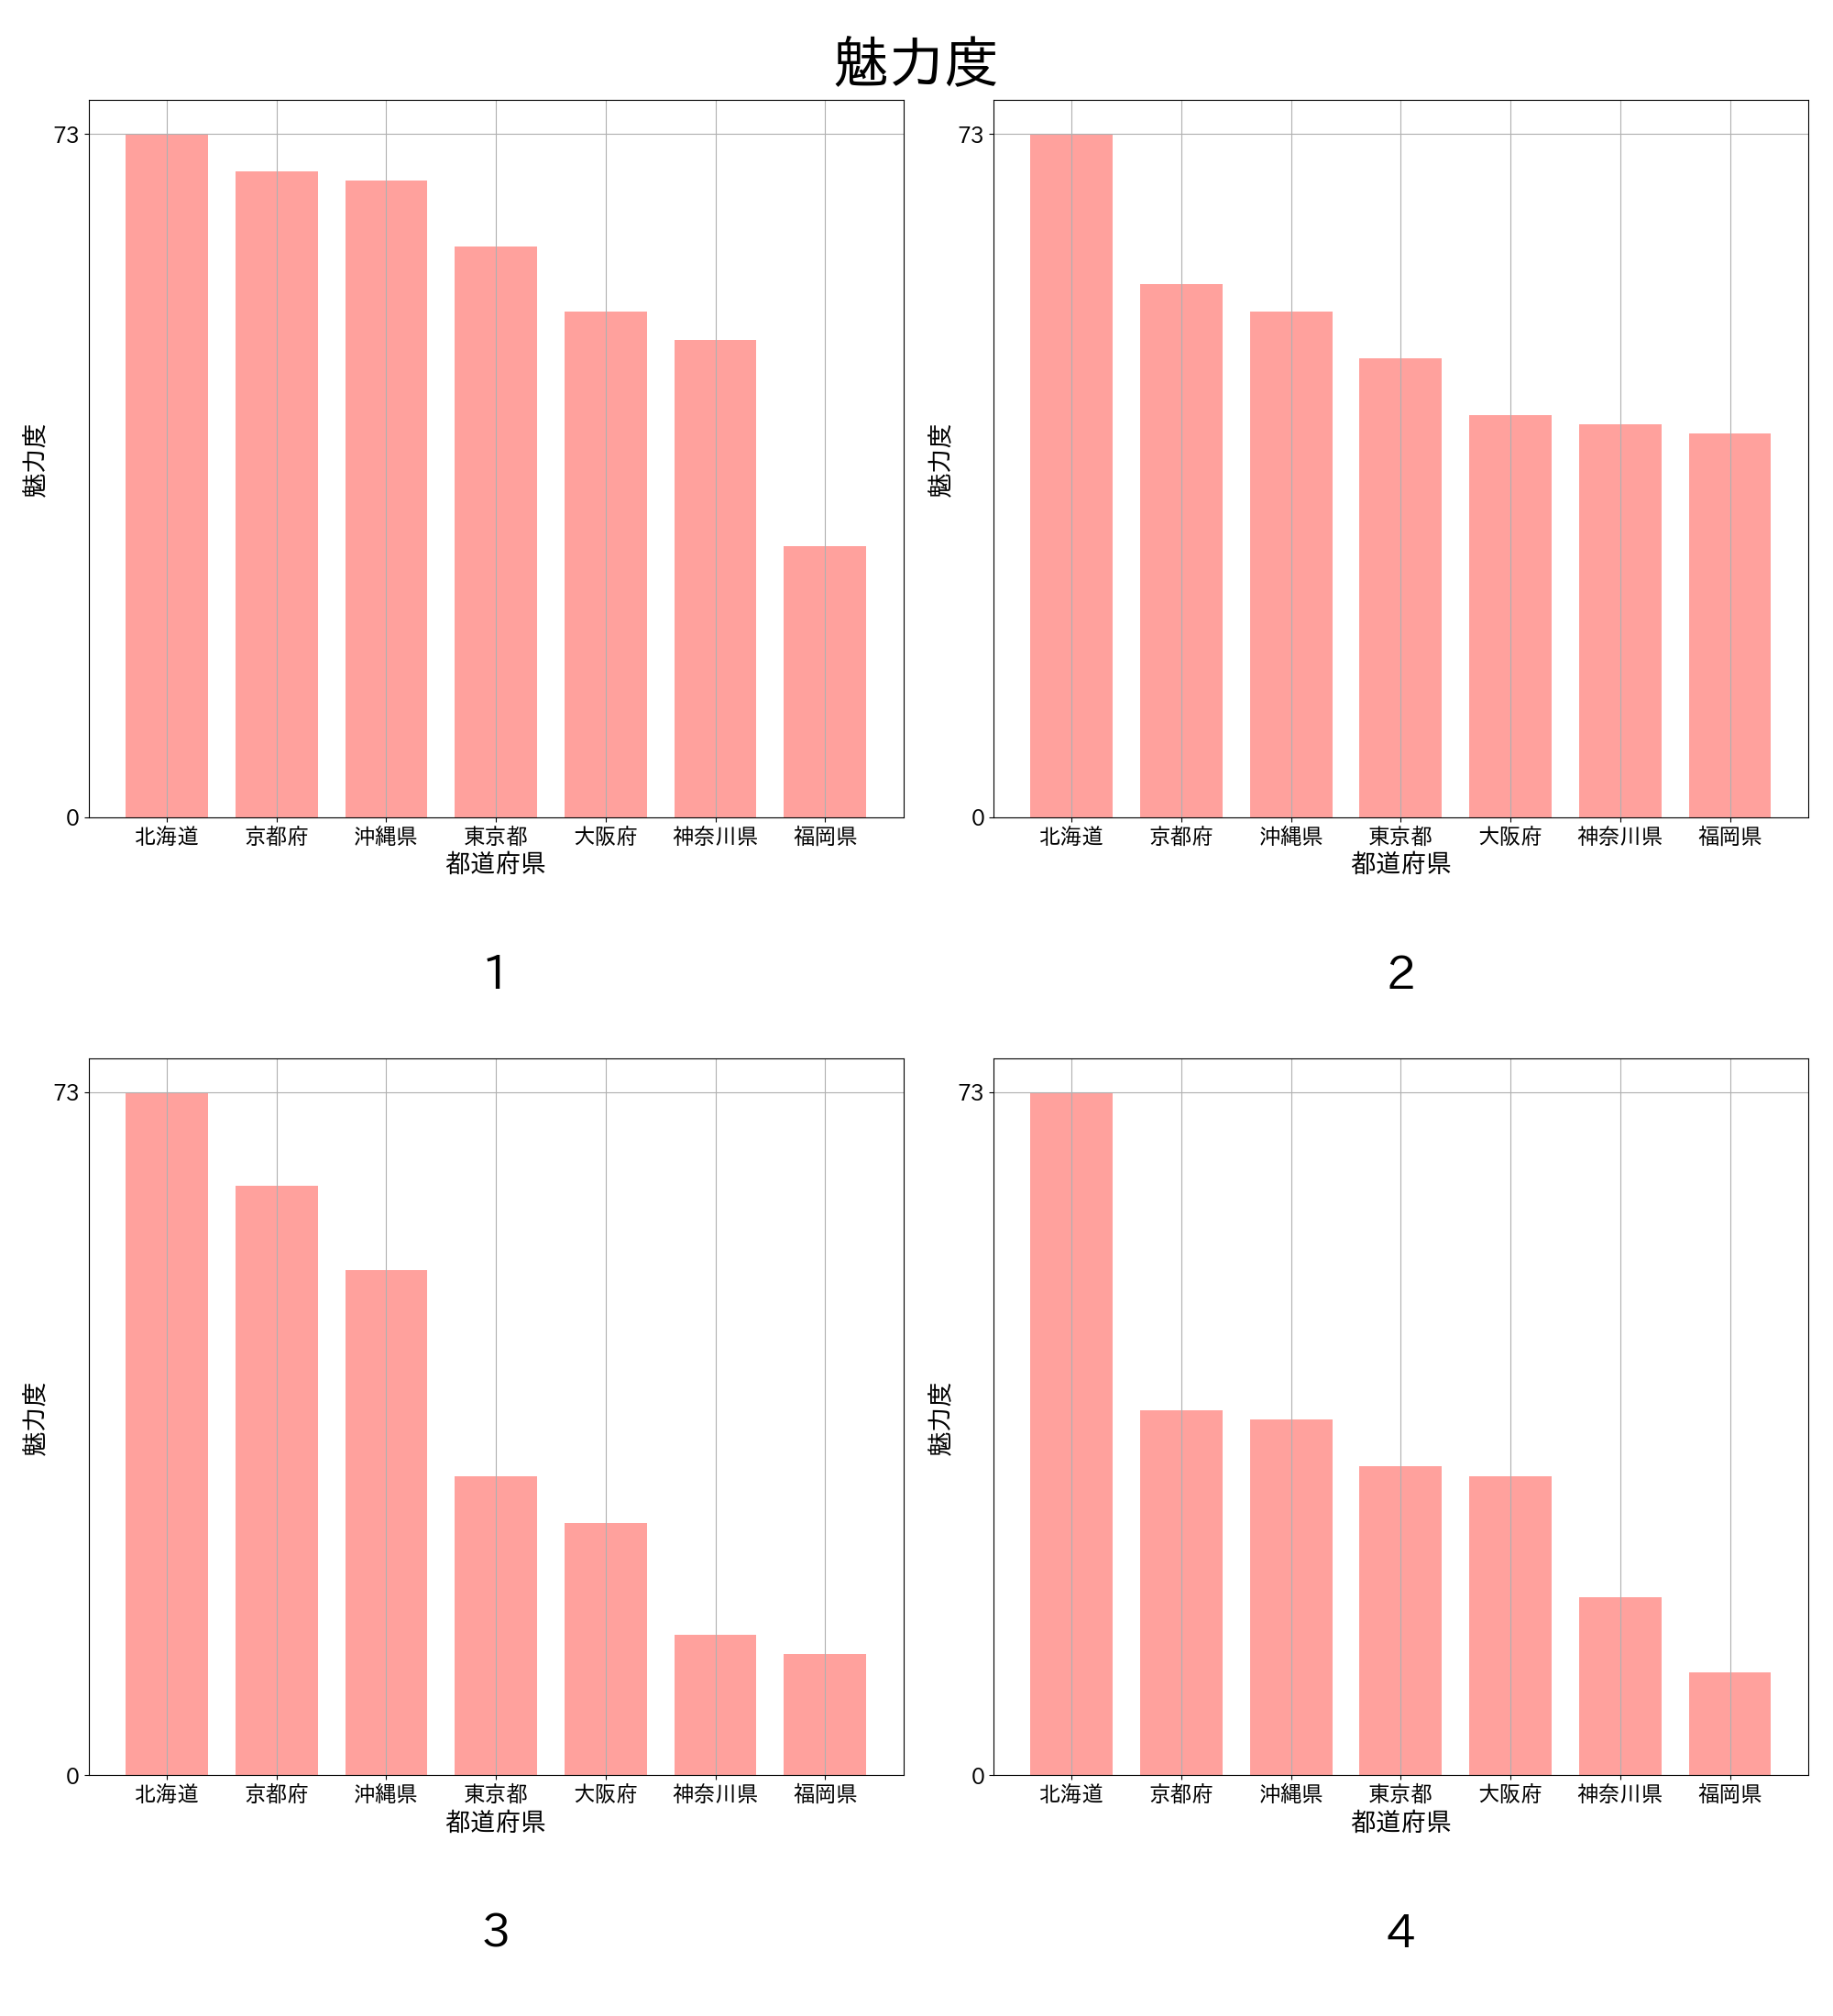 魅力度
73
0
魅力度
北海道 京都府 沖縄県 東京都 大阪府 神奈川県 福岡県
都道府県
1
73
0
魅力度
北海道 京都府 沖縄県 東京都 大阪府 神奈川県 福岡県
都道府県
2
73
0
魅力度
北海道 京都府 沖縄県 東京都 大阪府 神奈川県 福岡県
都道府県
3
73
0
魅力度
北海道 京都府 沖縄県 東京都 大阪府 神奈川県 福岡県
都道府県
4